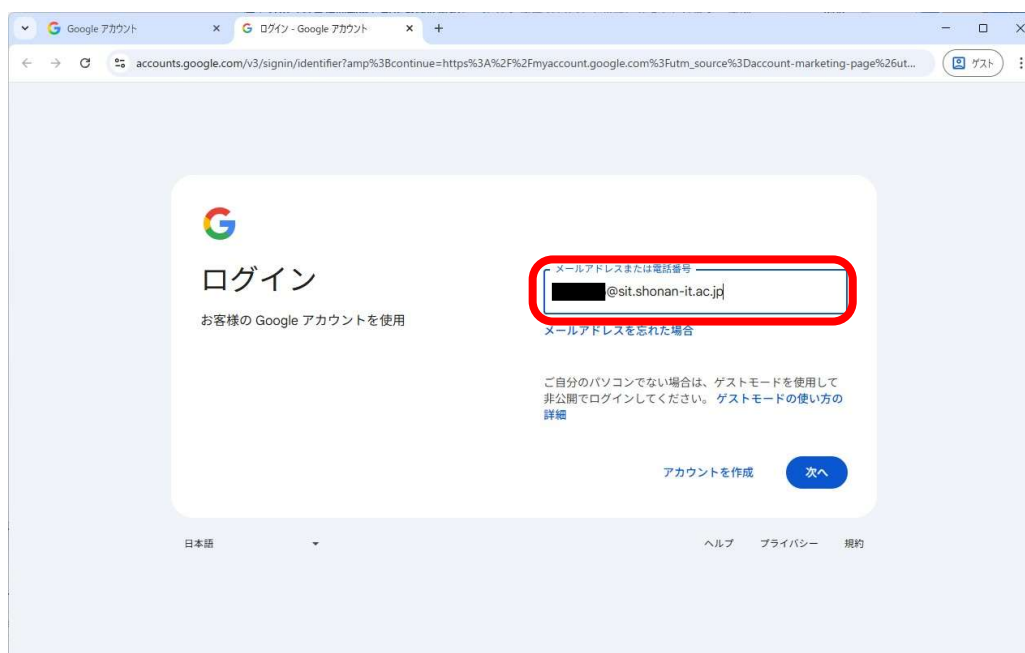 Google アカウント
ログイン - Google アカウント
accounts.google.com/v3/signin/identifier?amp%3Bcontinue=https%3A%2F%2Fmyaccount.google.com%3Futm_source%3Daccount-marketing-page%26ut...
ゲスト
ログイン
お客様の Google アカウントを使用
メールアドレスまたは電話番号
@sit.shonan-it.ac.jp
メールアドレスを忘れた場合
ご自分のパソコンでない場合は、ゲストモードを使用して
非公開でログインしてください。 ゲストモードの使い方の
詳細
アカウントを作成
次へ
日本語
ヘルプ
プライバシー
規約